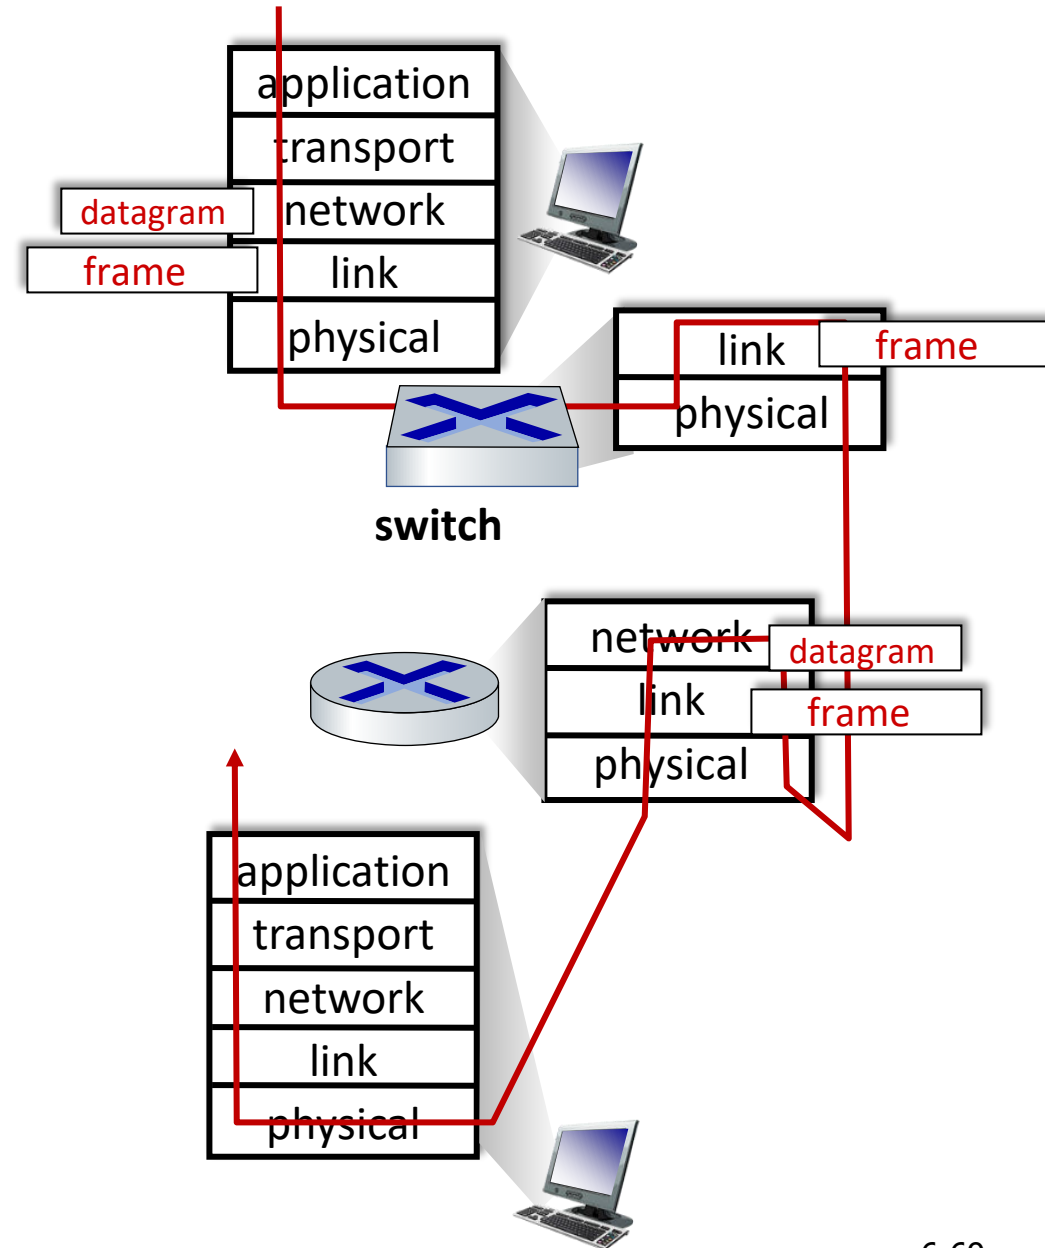 application
transport
datagram
network
frame
link
physical
link
frame
physical
switch
network
datagram
link
frame
physical
application
transport
network
link
physical